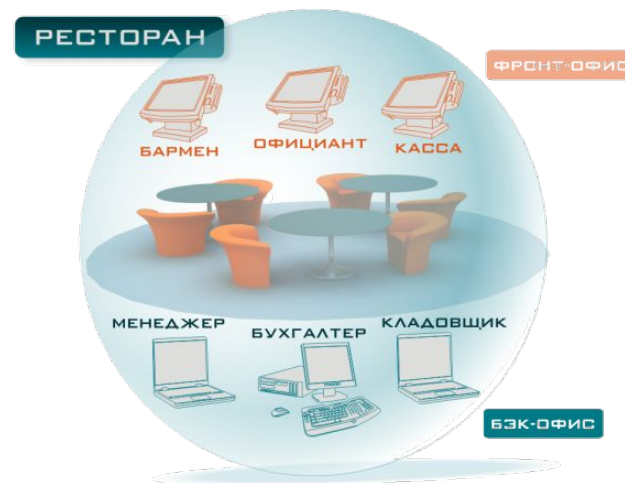 РЕСТОРАН
ФРОНТ-ОФИС
БАРМЕН
ОФИЦИАНТ
КАССА
МЕНЕДЖЕР
БУХГАЛТЕР
КЛАДОВЩИК
БЭК-ОФИС